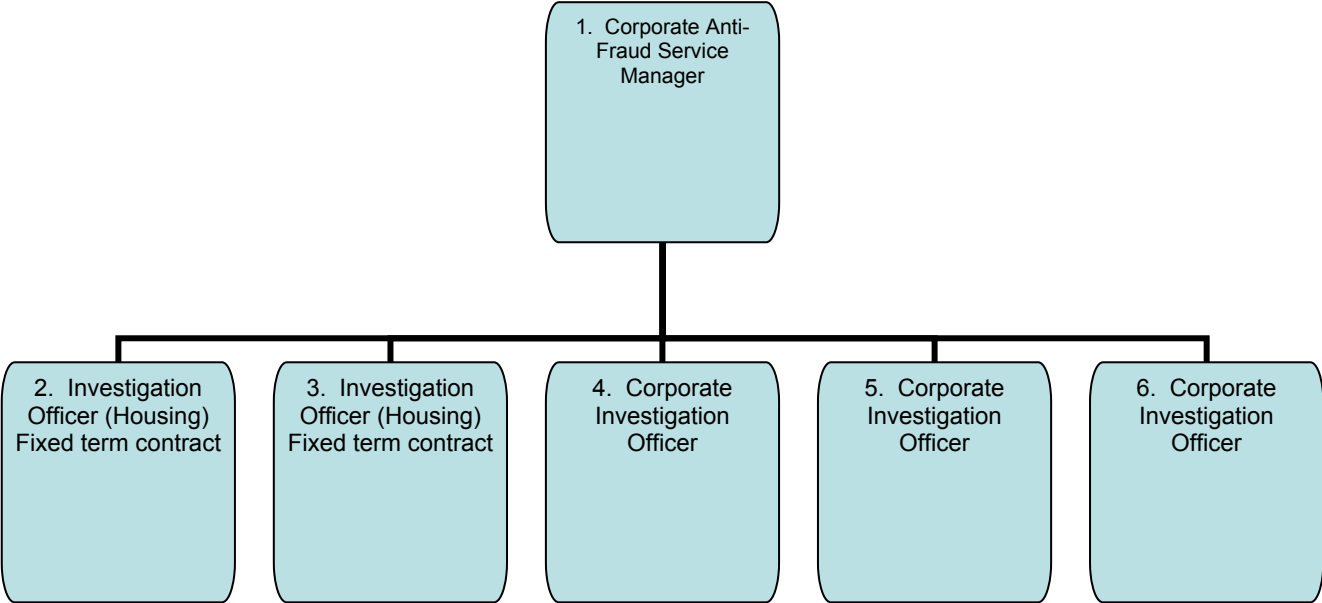 1. Corporate Anti-
Fraud Service
Manager
2. Investigation
Officer (Housing)
Fixed term contract
3. Investigation
Officer (Housing)
Fixed term contract
4. Corporate
Investigation
Officer
5. Corporate
Investigation
Officer
6. Corporate
Investigation
Officer